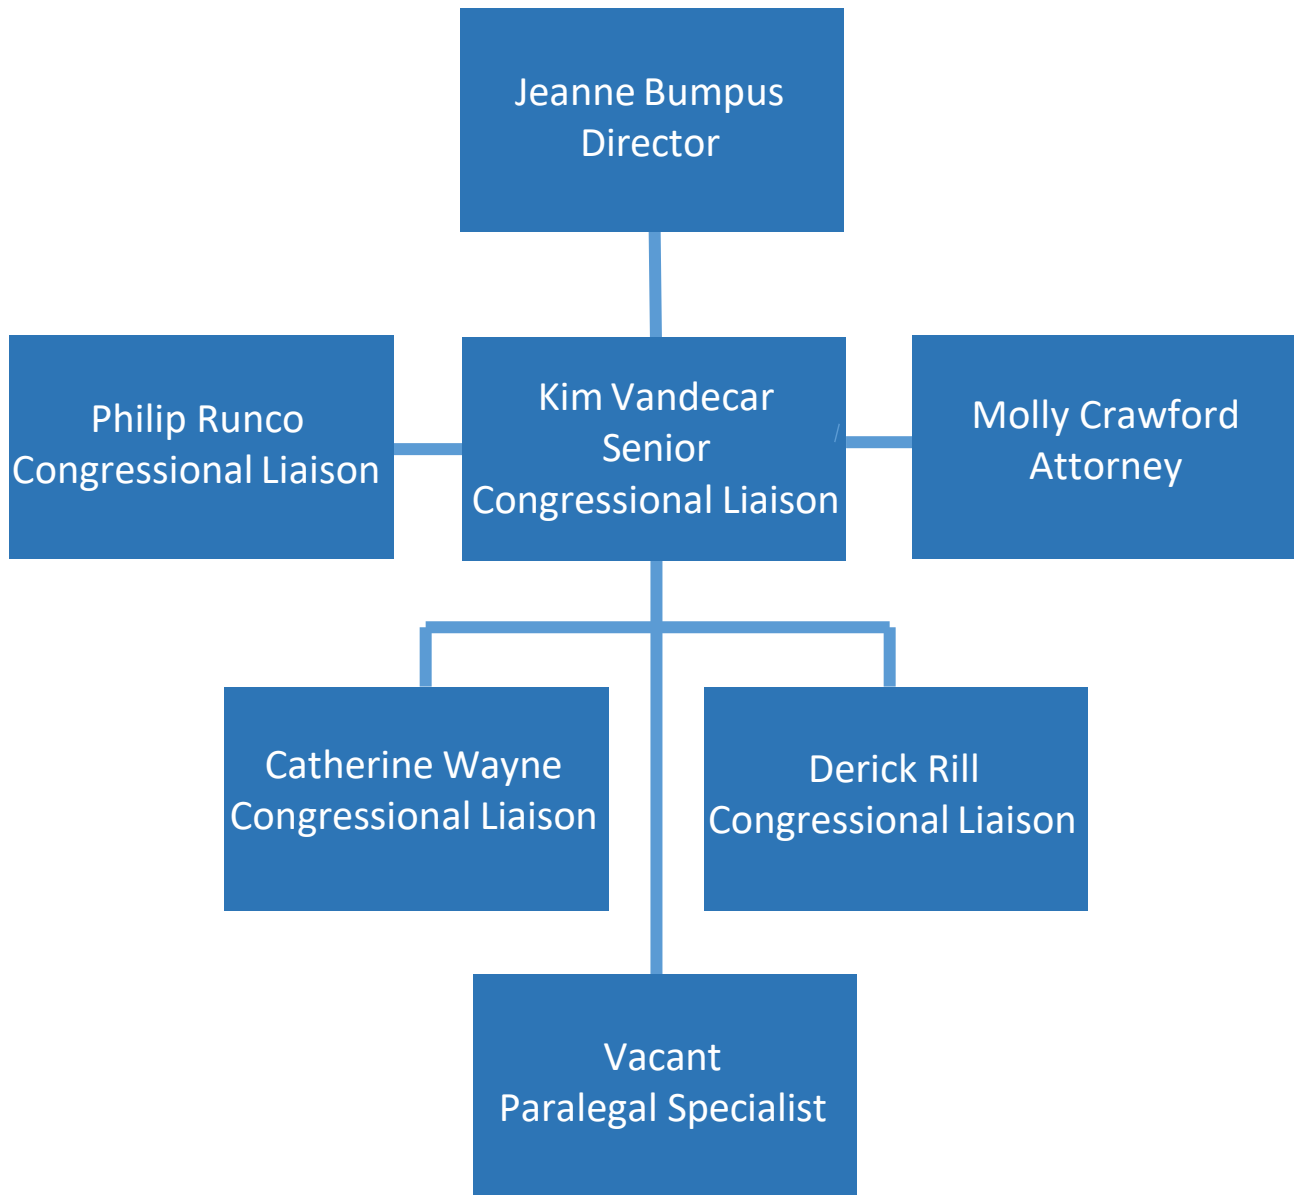 Jeanne Bumpus
Director
Philip Runco
Congressional Liaison
Kim Vandecar
Senior
Congressional Liaison
/
Molly Crawford
Attorney
Catherine Wayne
Congressional Liaison
Derick Rill
Congressional Liaison
Vacant
Paralegal Specialist